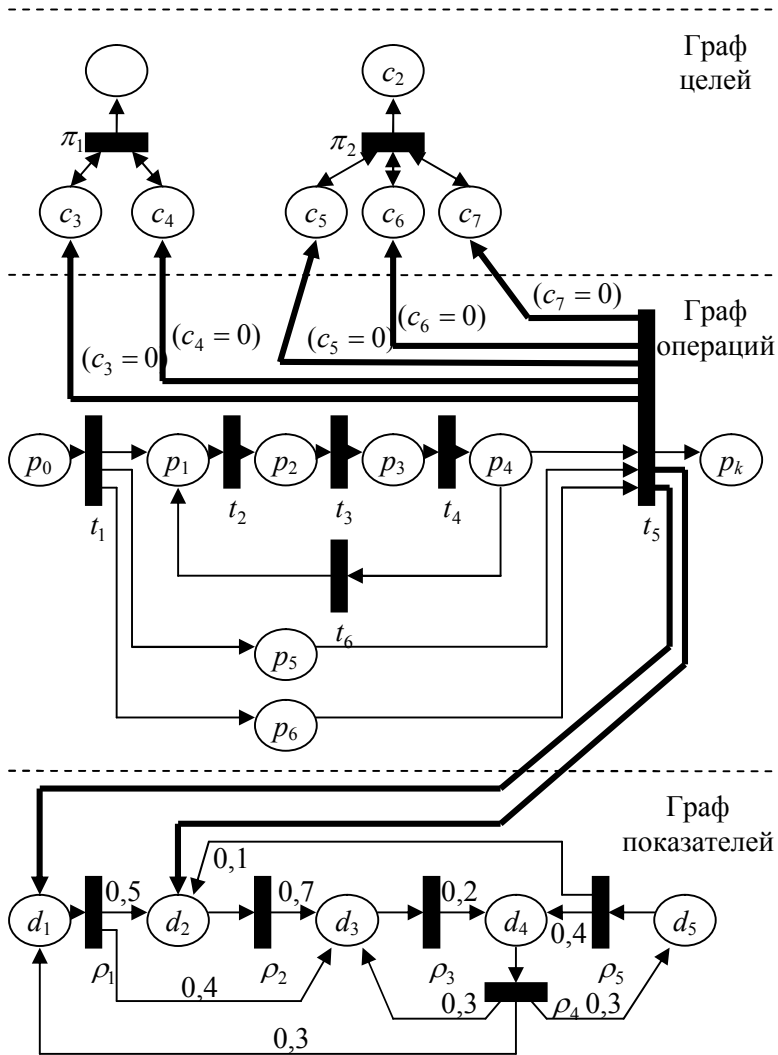 Граф
целей
c₂
π₁
π₂
c₃
c₄
c₅
c₆
c₇
(c₇ = 0)
(c₆ = 0)
(c₅ = 0)
(c₄ = 0)
(c₃ = 0)
Граф
операций
p₀
p₁
p₂
p₃
p₄
pₖ
t₁
t₂
t₃
t₄
t₅
t₆
p₅
p₆
Граф
показателей
0,1
0,5
0,7
0,2
d₁
d₂
d₃
d₄
0,4
d₅
ρ₁
ρ₂
ρ₃
ρ₅
0,4
0,3
ρ₄
0,3
0,3